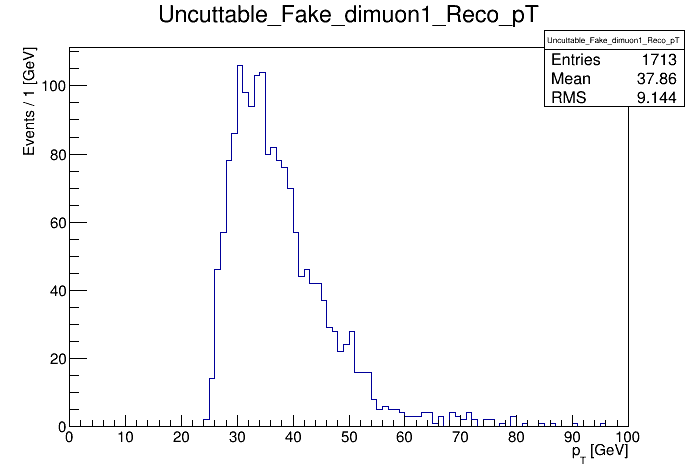 Uncuttable_Fake_dimuon1_Reco_pT
Uncuttable_Fake_dimuon1_Reco_pT
Entries 1713
Mean 37.86
RMS 9.144
Events / 1 [GeV]
100
80
60
40
20
0
0 10 20 30 40 50 60 70 80 90 100
p_T [GeV]